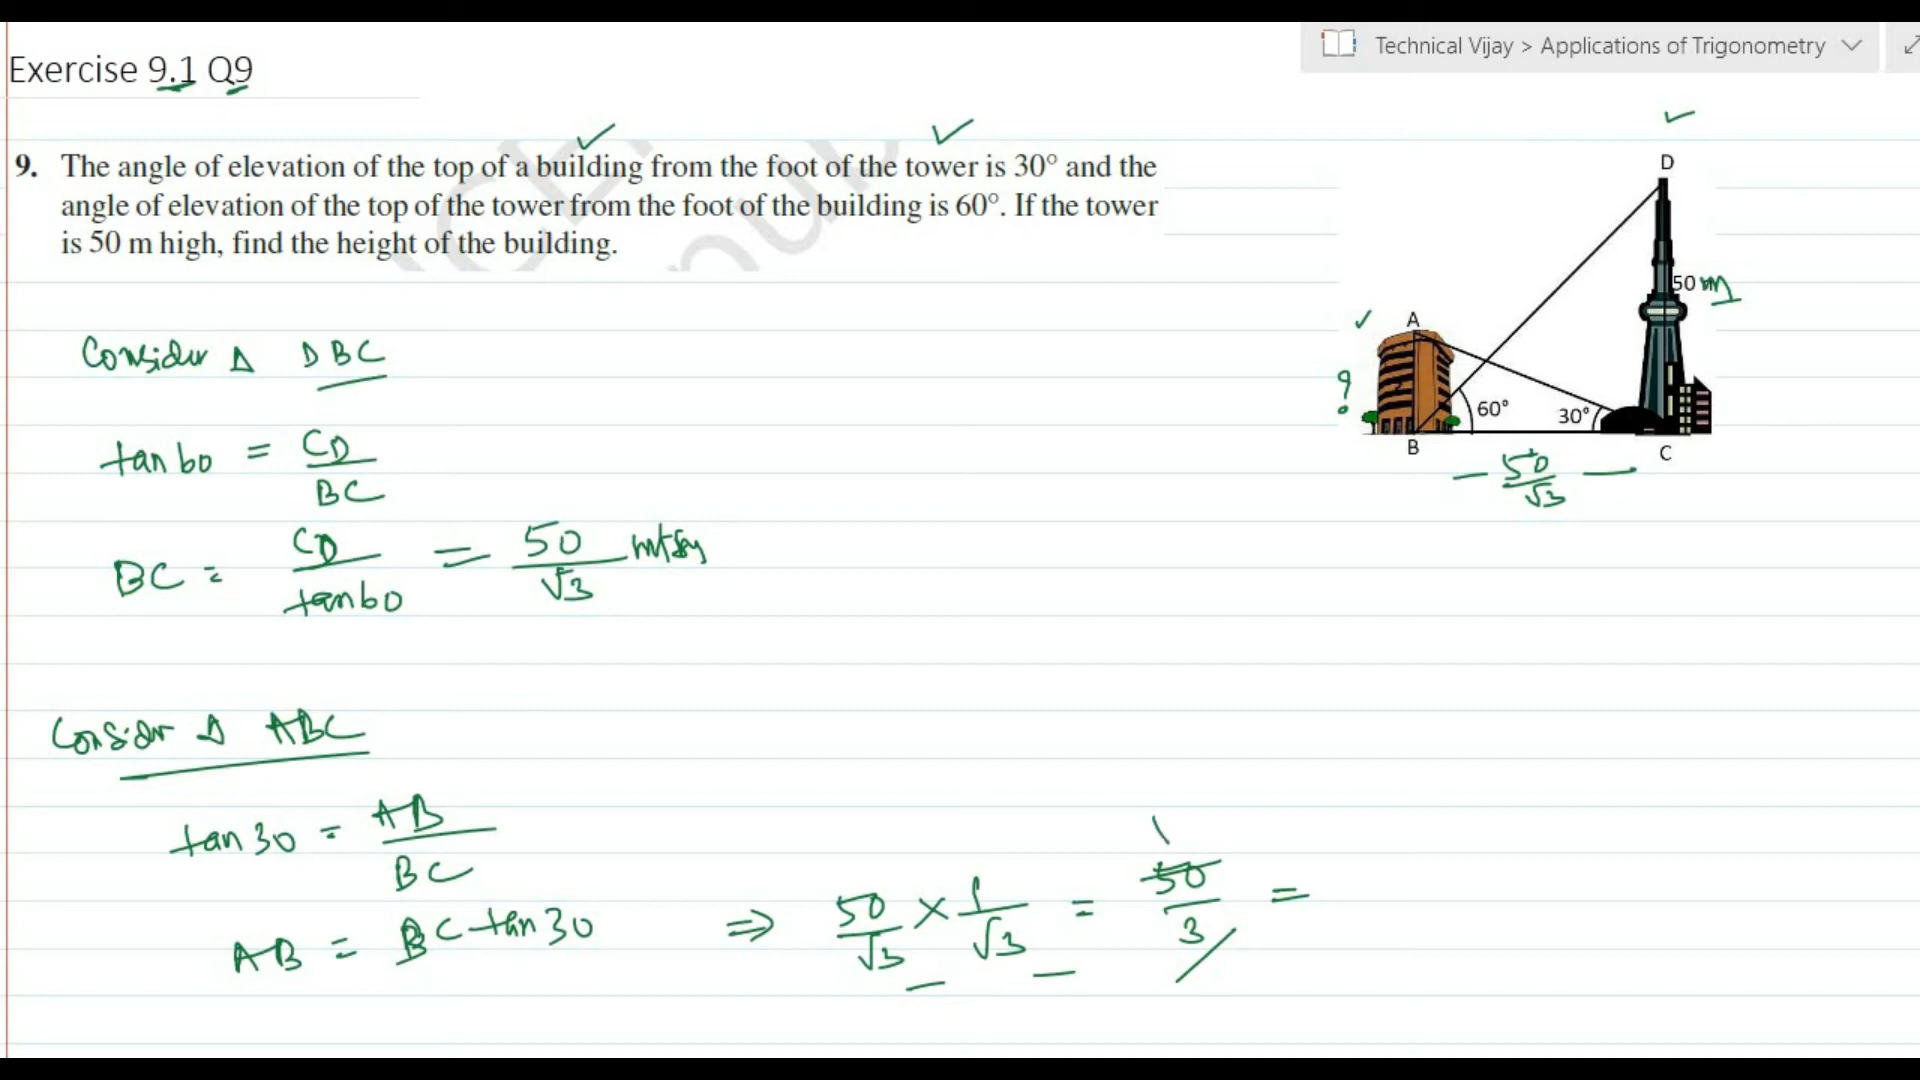 Technical Vijay > Applications of Trigonometry
Exercise 9.1 Q9
9. The angle of elevation of the top of a building from the foot of the tower is 30° and the
angle of elevation of the top of the tower from the foot of the building is 60°. If the tower
is 50 m high, find the height of the building.
D
50 m
A
?
60°
30°
B
C
50/√3
Consider Δ DBC
tan 60 = CD/BC
BC = CD/tan 60 = 50/√3
Consider Δ ABC
tan 30 = AB/BC
AB = BC tan 30 ⇒ 50/√3 × 1/√3 = 50/3 =